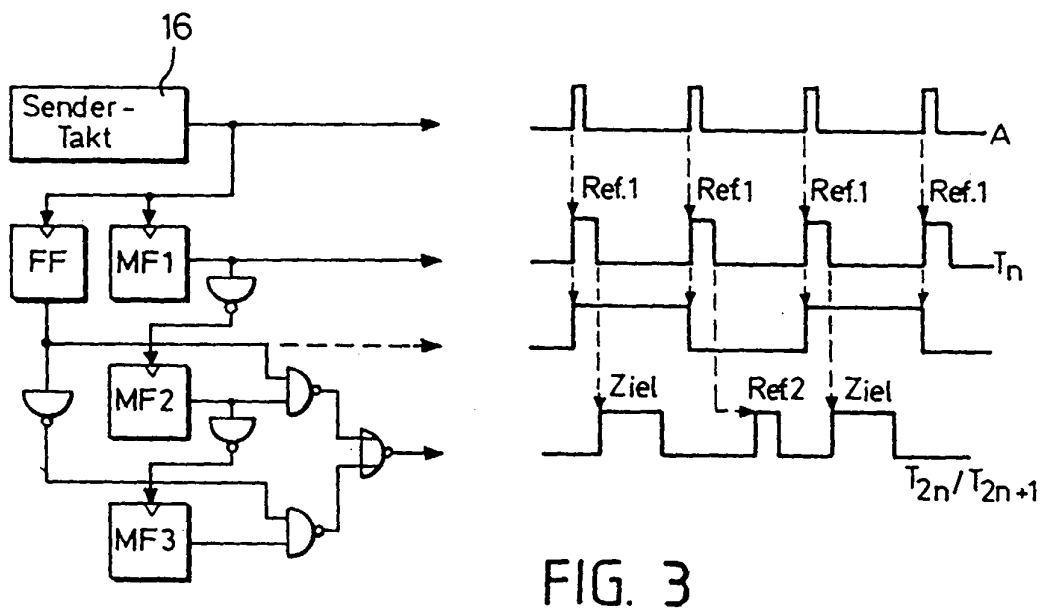 16
Sender-
Takt
FF
MF1
MF2
MF3
A
Ref.1 Ref.1 Ref.1 Ref.1
Tn
Ziel Ref2 Ziel
T2n/T2n+1
FIG. 3